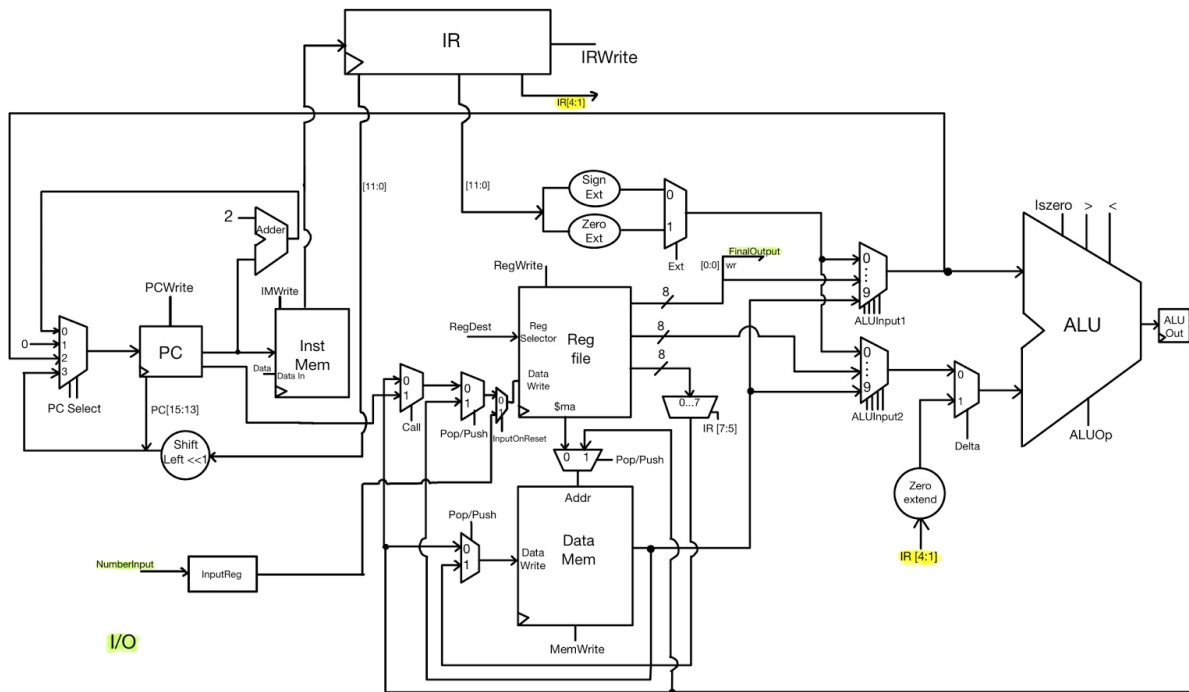 IR
IRWrite
IR[4:1]
[11:0]
[11:0]
Sign
Ext
Zero
Ext
0
1
Ext
2
Adder
PCWrite
IMWrite
0
0
1
2
3
PC
Inst
Mem
Data
Data In
PC Select
PC[15:13]
Shift
Left <<1
RegWrite
RegDest
Reg
Selector
Reg
file
Data
Write
$ma
8
8
8
[0:0]
wr
FinalOutput
0...7
IR [7:5]
0
1
Call
0
1
Pop/Push
0
1
InputOnReset
0
1
Pop/Push
Addr
Data
Write
Data
Mem
MemWrite
Pop/Push
0
1
NumberInput
InputReg
I/O
0
9
ALUInput1
0
9
ALUInput2
0
1
Delta
Zero
extend
IR [4:1]
Iszero
>
<
ALU
ALUOp
ALU
Out